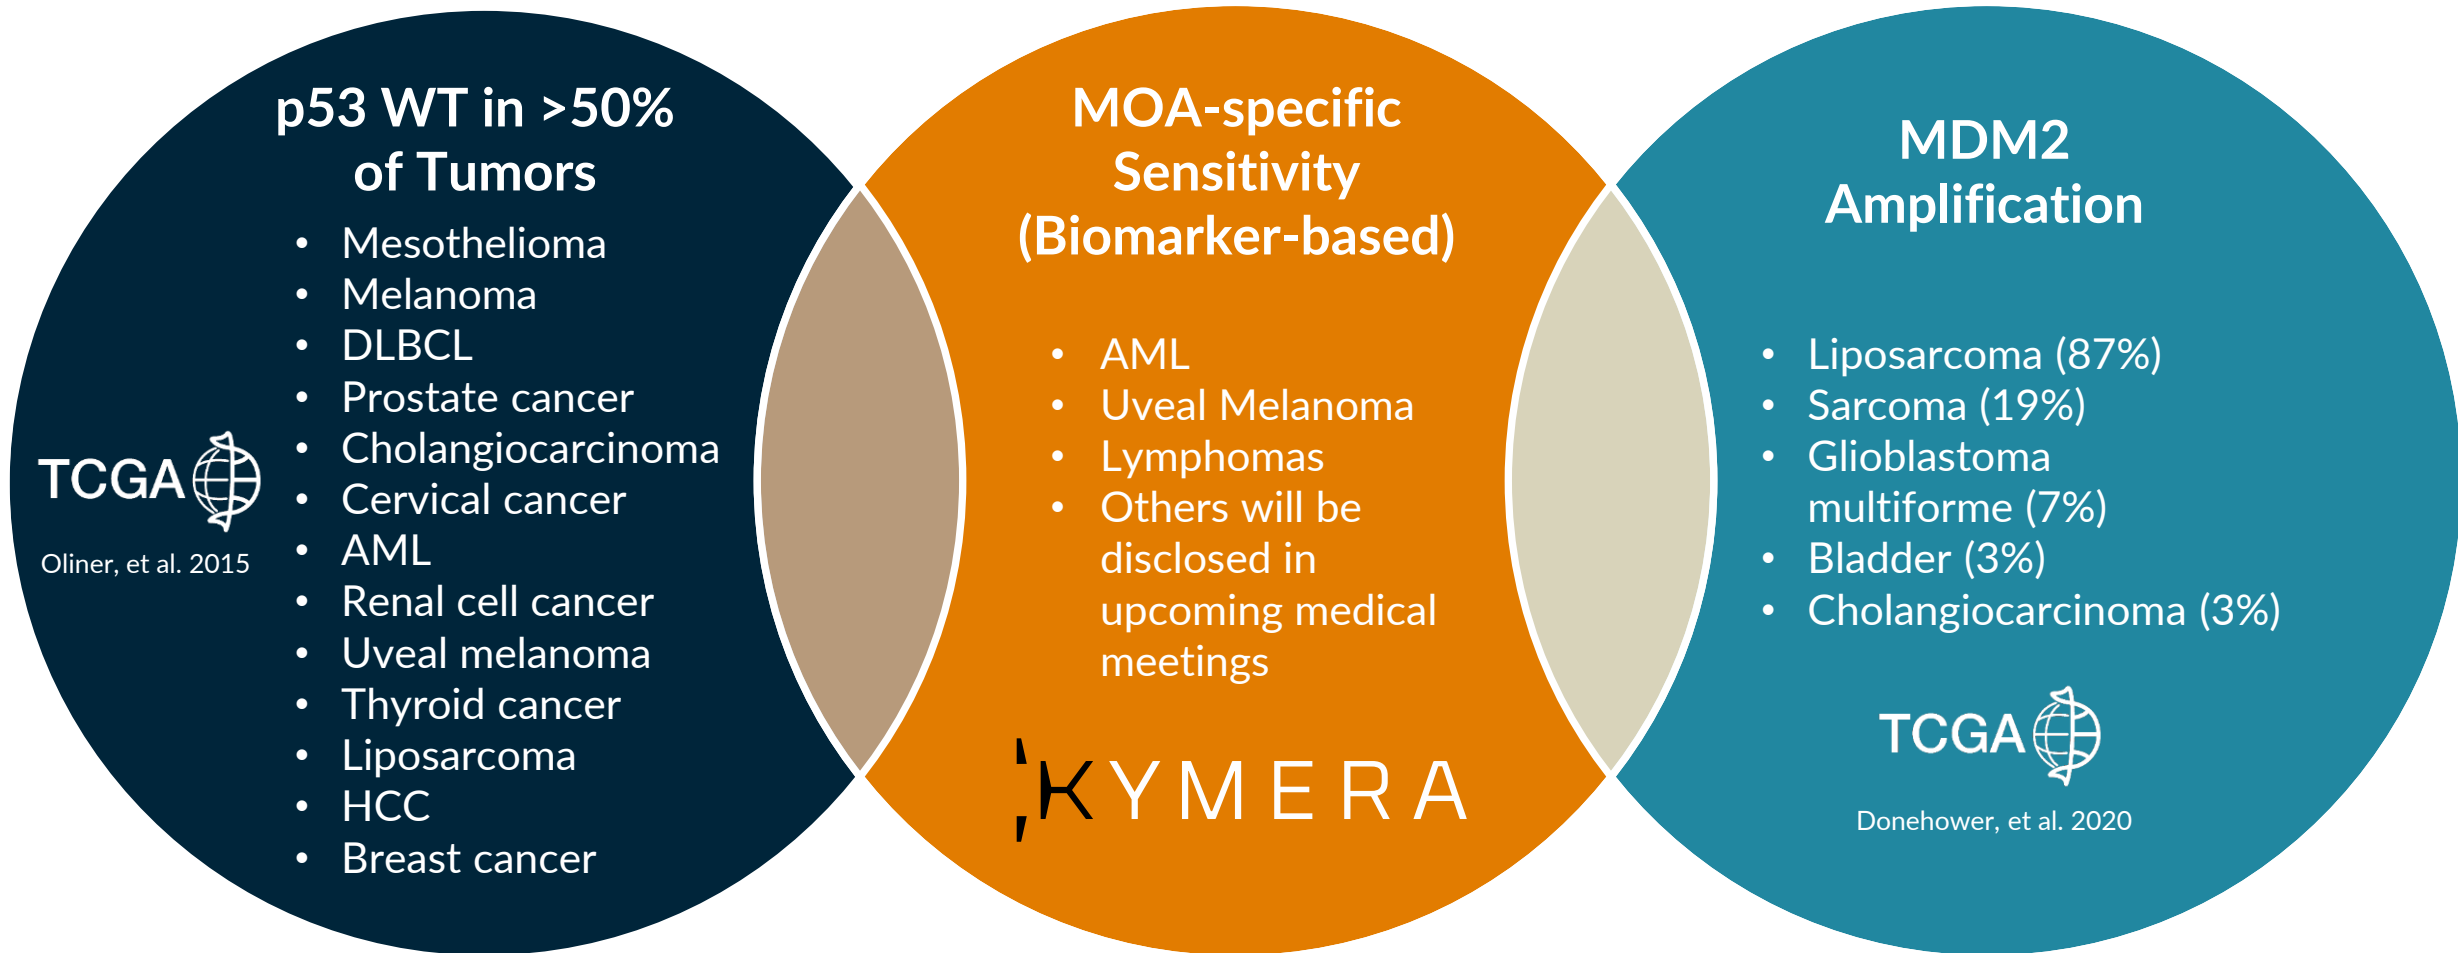 p53 WT in >50%
of Tumors
• Mesothelioma
• Melanoma
• DLBCL
• Prostate cancer
• Cholangiocarcinoma
• Cervical cancer
• AML
• Renal cell cancer
• Uveal melanoma
• Thyroid cancer
• Liposarcoma
• HCC
• Breast cancer
TCGA
Oliner, et al. 2015
MOA-specific
Sensitivity
(Biomarker-based)
• AML
• Uveal Melanoma
• Lymphomas
• Others will be
disclosed in
upcoming medical
meetings
KYMERA
MDM2
Amplification
• Liposarcoma (87%)
• Sarcoma (19%)
• Glioblastoma
multiforme (7%)
• Bladder (3%)
• Cholangiocarcinoma (3%)
TCGA
Donehower, et al. 2020